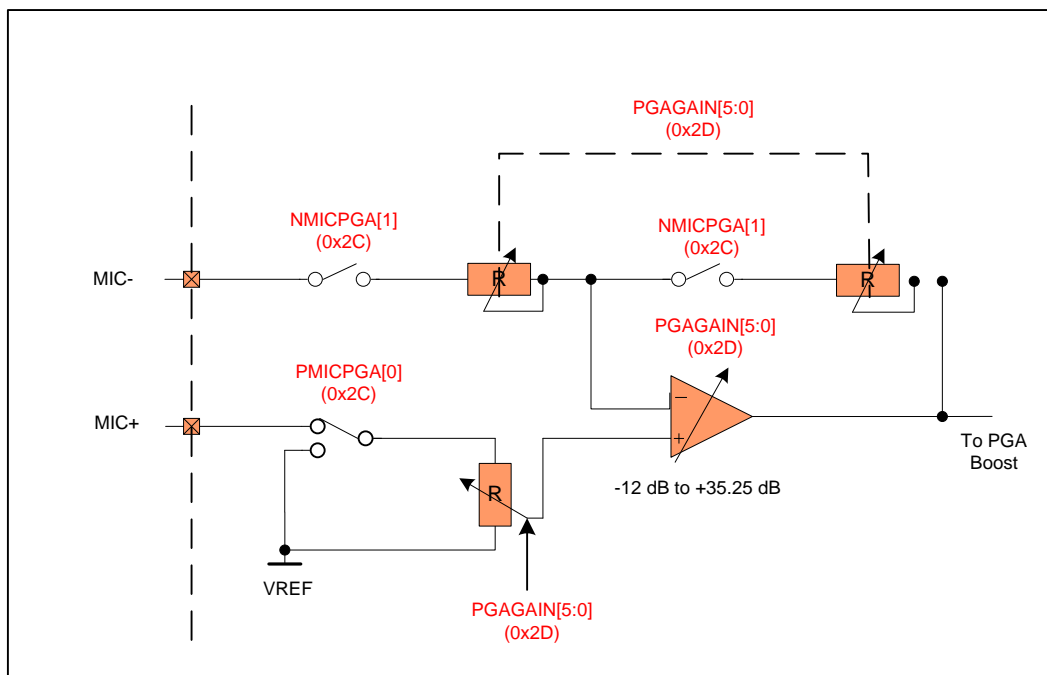 PGAGAIN[5:0]
(0x2D)
NMICPGA[1]
(0x2C)
NMICPGA[1]
(0x2C)
MIC-
R
R
PGAGAIN[5:0]
(0x2D)
PMICPGA[0]
(0x2C)
MIC+
R
-
+
To PGA
Boost
-12 dB to +35.25 dB
VREF
PGAGAIN[5:0]
(0x2D)